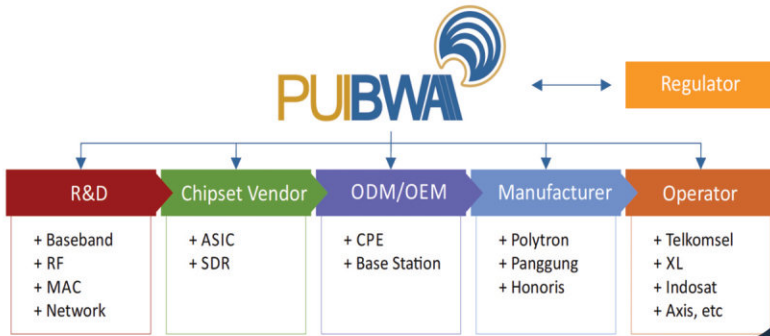 PUIBWA
Regulator
R&D
Chipset Vendor
ODM/OEM
Manufacturer
Operator
+ Baseband
+ RF
+ MAC
+ Network
+ ASIC
+ SDR
+ CPE
+ Base Station
+ Polytron
+ Panggung
+ Honoris
+ Telkomsel
+ XL
+ Indosat
+ Axis, etc